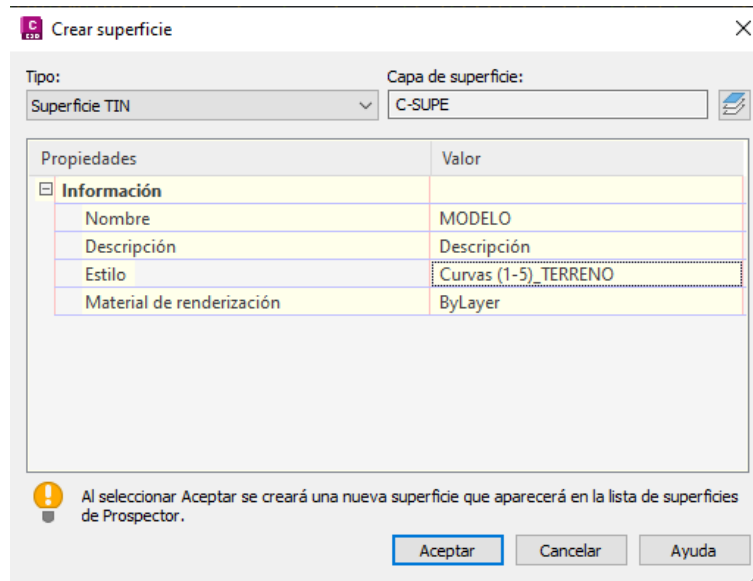 C
C3D
Crear superficie
Tipo:
Capa de superficie:
Superficie TIN
C-SUPE
Propiedades Valor
Información
Nombre MODELO
Descripción Descripción
Estilo Curvas (1-5)_TERRENO
Material de renderización ByLayer
Al seleccionar Aceptar se creará una nueva superficie que aparecerá en la lista de superficies
de Prospector.
Aceptar Cancelar Ayuda